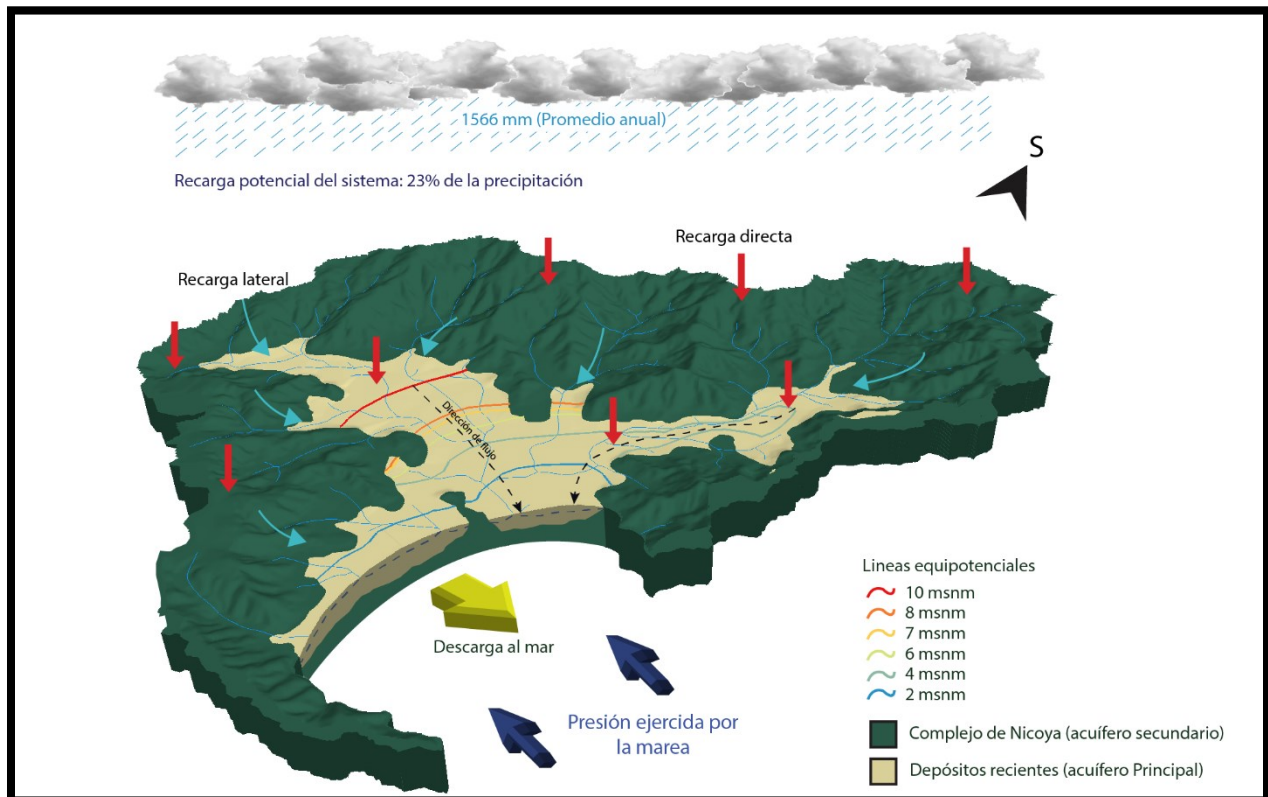 1566 mm (Promedio anual)
S
Recarga potencial del sistema: 23% de la precipitación
Recarga directa
Recarga lateral
Dirección de flujo
Descarga al mar
Presión ejercida por
la marea
Lineas equipotenciales
10 msnm
8 msnm
7 msnm
6 msnm
4 msnm
2 msnm
Complejo de Nicoya (acuífero secundario)
Depósitos recientes (acuífero Principal)